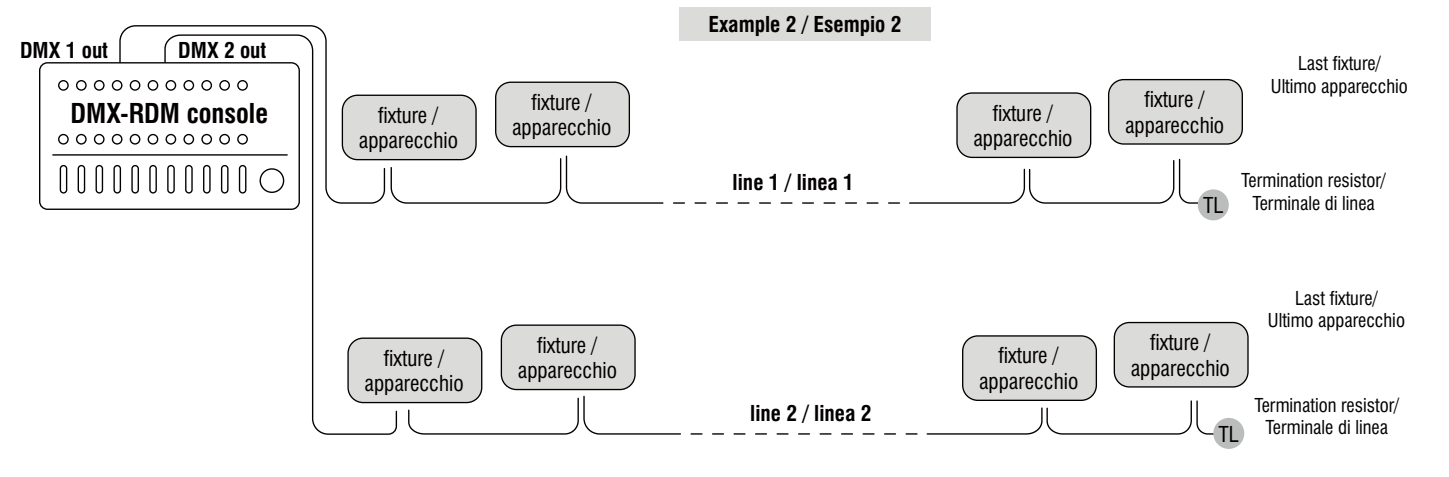 Example 2 / Esempio 2
DMX 1 out
DMX 2 out
DMX-RDM console
fixture /
apparecchio
fixture /
apparecchio
line 1 / linea 1
fixture /
apparecchio
fixture /
apparecchio
Last fixture/
Ultimo apparecchio
TL
Termination resistor/
Terminale di linea
fixture /
apparecchio
fixture /
apparecchio
line 2 / linea 2
fixture /
apparecchio
fixture /
apparecchio
Last fixture/
Ultimo apparecchio
TL
Termination resistor/
Terminale di linea